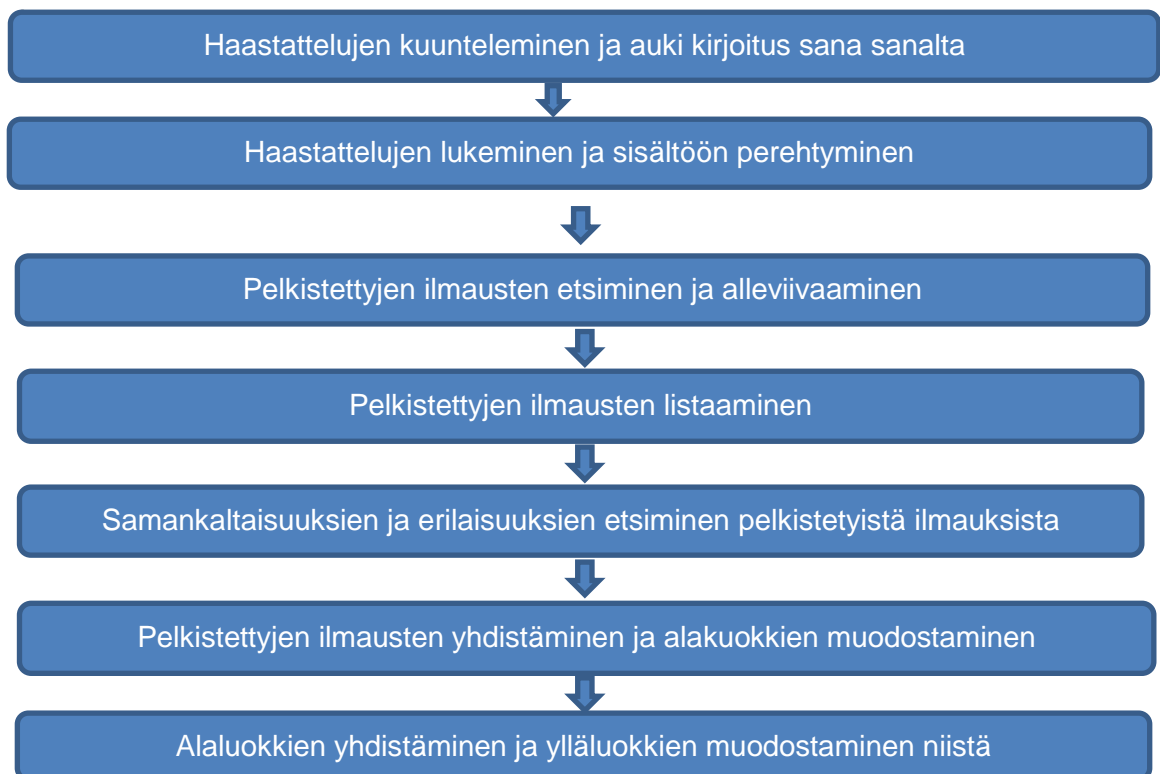 Haastattelujen kuunteleminen ja auki kirjoitus sana sanalta
Haastattelujen lukeminen ja sisältöön perehtyminen
Pelkistettyjen ilmausten etsiminen ja alleviivaaminen
Pelkistettyjen ilmausten listaaminen
Samankaltaisuuksien ja erilaisuuksien etsiminen pelkistetyistä ilmauksista
Pelkistettyjen ilmausten yhdistäminen ja alakuokkien muodostaminen
Alaluokkien yhdistäminen ja ylläluokkien muodostaminen niistä